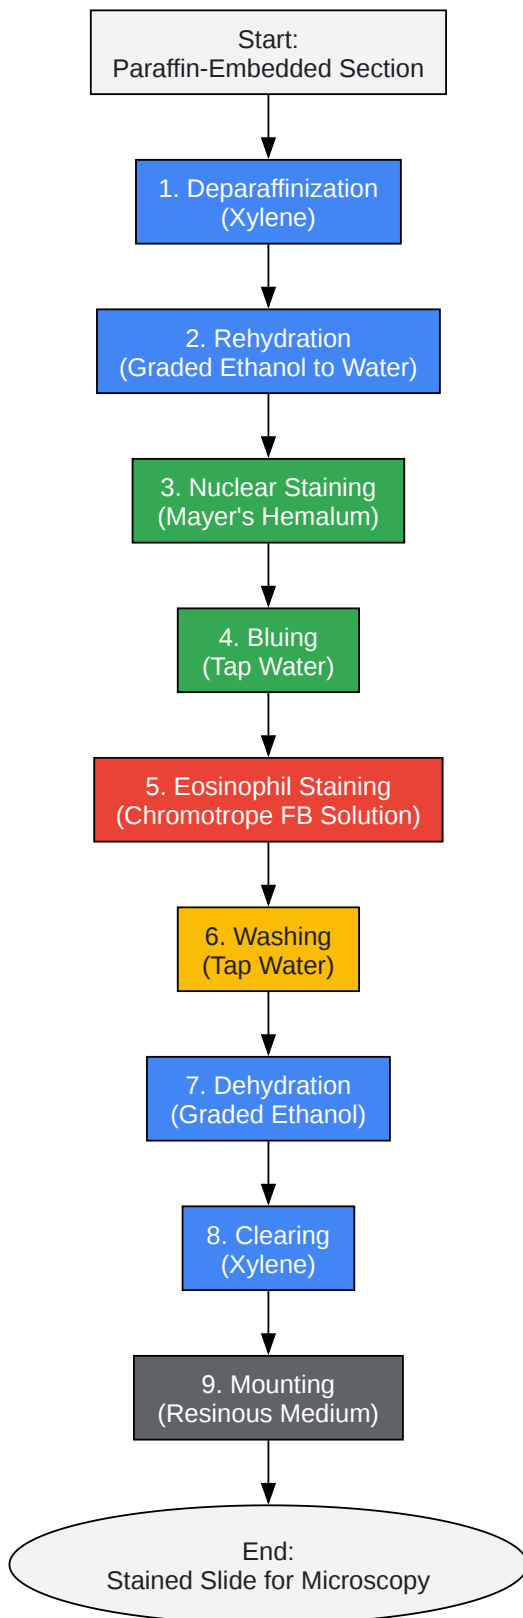 Start:
Paraffin-Embedded Section
1. Deparaffinization
(Xylene)
2. Rehydration
(Graded Ethanol to Water)
3. Nuclear Staining
(Mayer's Hemalum)
4. Bluing
(Tap Water)
5. Eosinophil Staining
(Chromotrope FB Solution)
6. Washing
(Tap Water)
7. Dehydration
(Graded Ethanol)
8. Clearing
(Xylene)
9. Mounting
(Resinous Medium)
End:
Stained Slide for Microscopy